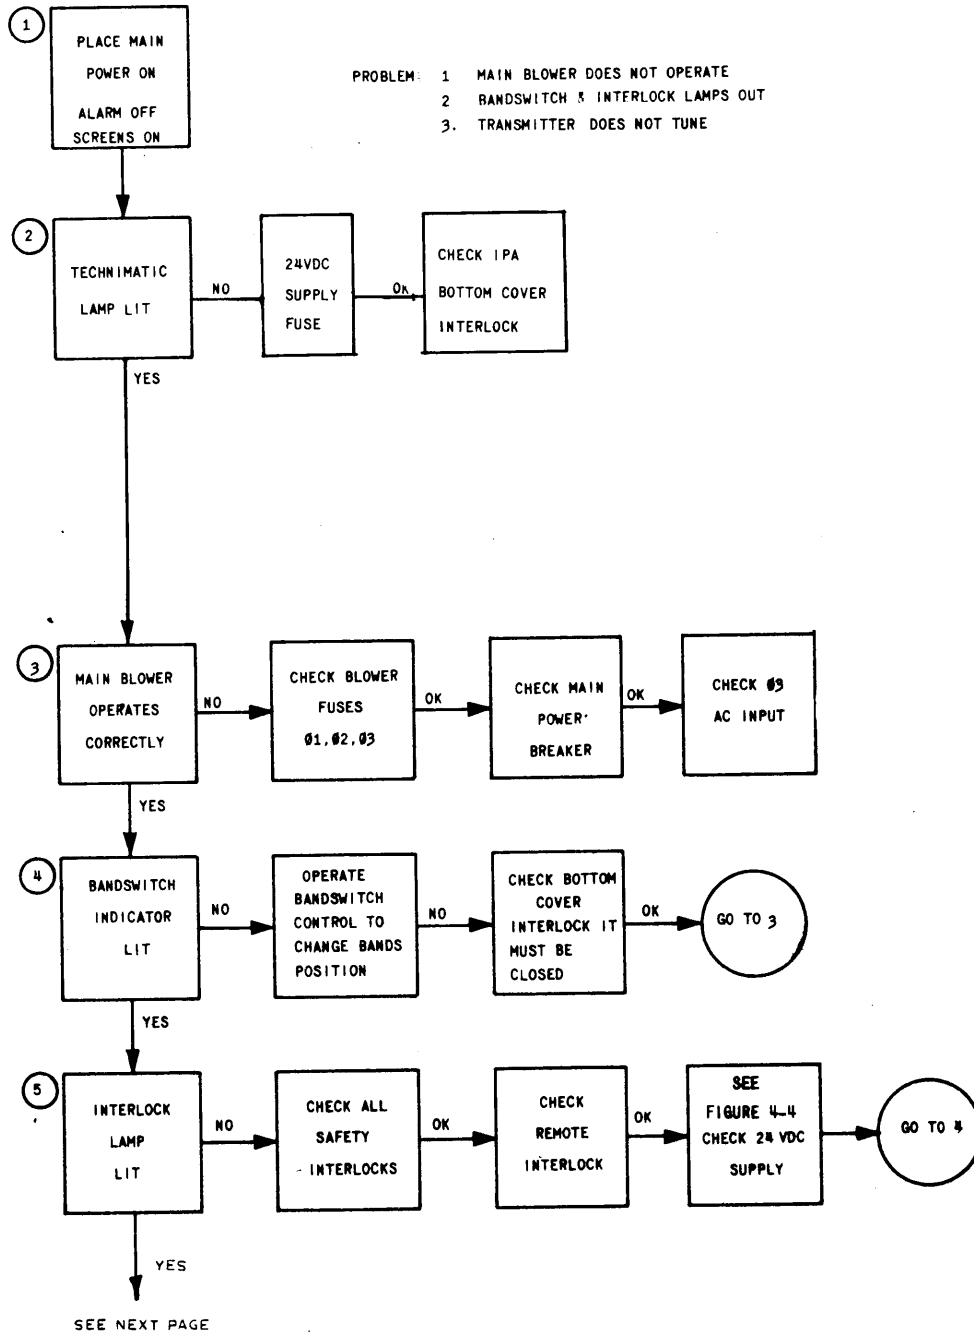 1
PLACE MAIN
POWER ON
ALARM OFF
SCREENS ON
PROBLEM: 1 MAIN BLOWER DOES NOT OPERATE
2 BANDSWITCH & INTERLOCK LAMPS OUT
3. TRANSMITTER DOES NOT TUNE
2
TECHNIMATIC
LAMP LIT
NO
24VDC
SUPPLY
FUSE
OK
CHECK IPA
BOTTOM COVER
INTERLOCK
YES
3
MAIN BLOWER
OPERATES
CORRECTLY
NO
CHECK BLOWER
FUSES
Ø1,Ø2,Ø3
OK
CHECK MAIN
POWER
BREAKER
OK
CHECK Ø3
AC INPUT
YES
4
BANDSWITCH
INDICATOR
LIT
NO
OPERATE
BANDSWITCH
CONTROL TO
CHANGE BANDS
POSITION
NO
CHECK BOTTOM
COVER
INTERLOCK IT
MUST BE
CLOSED
OK
GO TO 3
YES
5
INTERLOCK
LAMP
LIT
NO
CHECK ALL
SAFETY
INTERLOCKS
OK
CHECK
REMOTE
INTERLOCK
OK
SEE
FIGURE 4-4
CHECK 24 VDC
SUPPLY
GO TO 4
YES
SEE NEXT PAGE